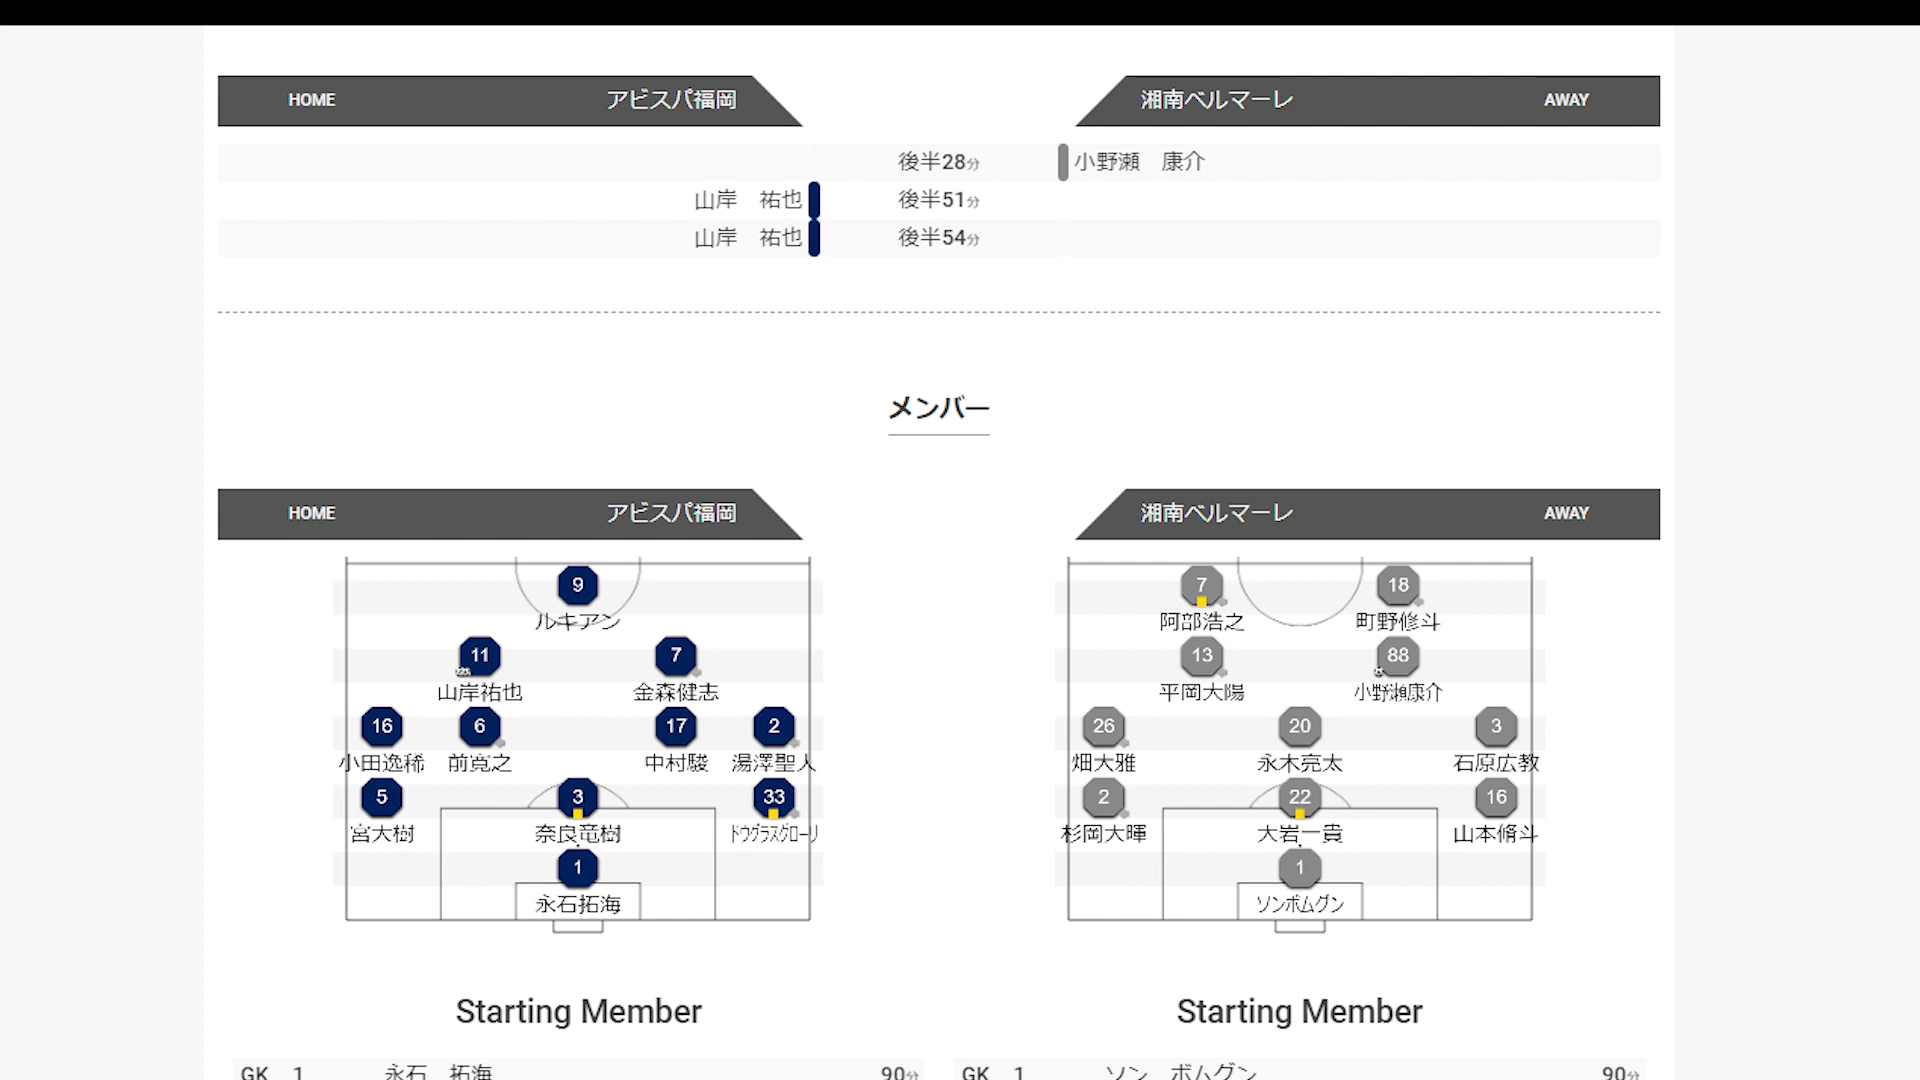 HOME アビスパ福岡 湘南ベルマーレ AWAY
後半28分 小野瀬 康介
山岸 祐也 後半51分
山岸 祐也 後半54分
メンバー
HOME アビスパ福岡 湘南ベルマーレ AWAY
9 7 18
ルキアン 阿部浩之 町野修斗
11 7 13 88
山岸祐也 金森健志 平岡大陽 小野瀬康介
16 6 17 2 26 20 3
小田逸稀 前寛之 中村駿 湯澤聖人 畑大雅 永木亮太 石原広教
5 3 33 2 22 16
宮大樹 奈良竜樹 ドウグラスグローリ 杉岡大暉 大岩一貴 山本脩斗
1 1
永石拓海 ソンボムグン
Starting Member Starting Member
GK 1 永石 拓海 90分 GK 1 ソン ボムグン 90分